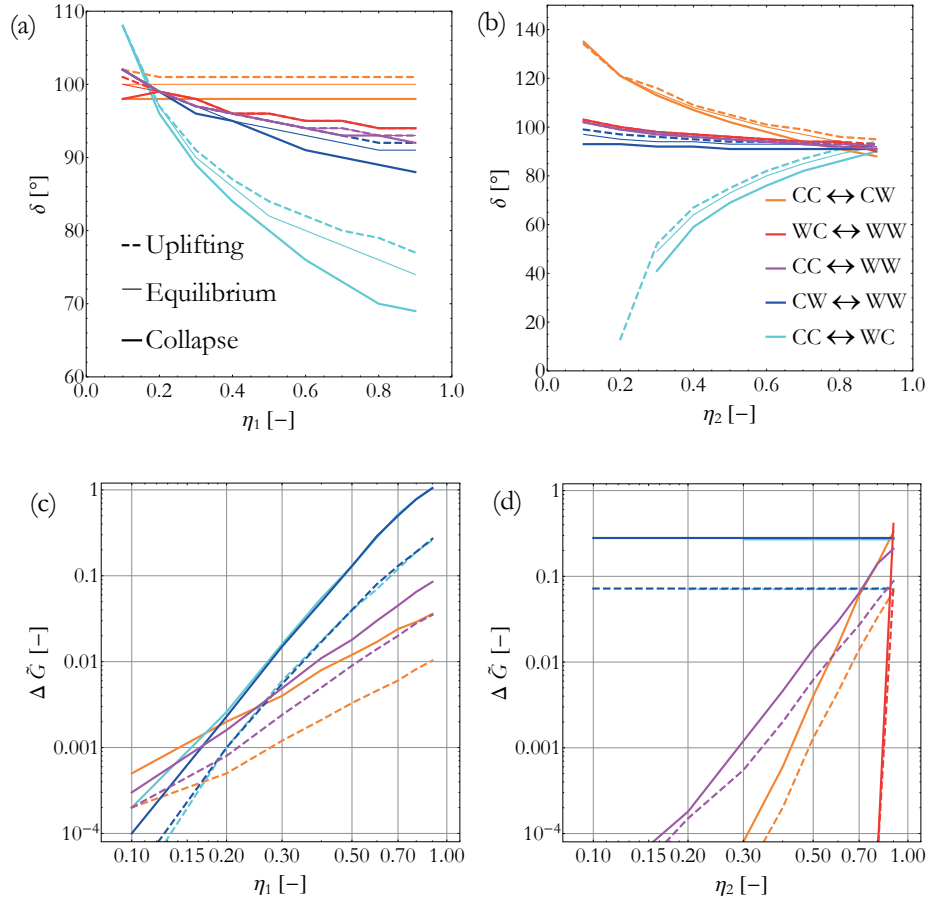 (a)
120
110
100
90
80
70
60
δ [°]
Uplifting
Equilibrium
Collapse
0.0 0.2 0.4 0.6 0.8 1.0
η1 [−]
(b)
140
120
100
80
60
40
20
0
δ [°]
CC ↔ CW
WC ↔ WW
CC ↔ WW
CW ↔ WW
CC ↔ WC
0.0 0.2 0.4 0.6 0.8 1.0
η2 [−]
(c)
1
0.1
0.01
0.001
10⁻⁴
Δ G̃ [−]
0.10 0.15 0.20 0.30 0.50 0.70 1.00
η1 [−]
(d)
1
0.1
0.01
0.001
10⁻⁴
Δ G̃ [−]
0.10 0.15 0.20 0.30 0.50 0.70 1.00
η2 [−]